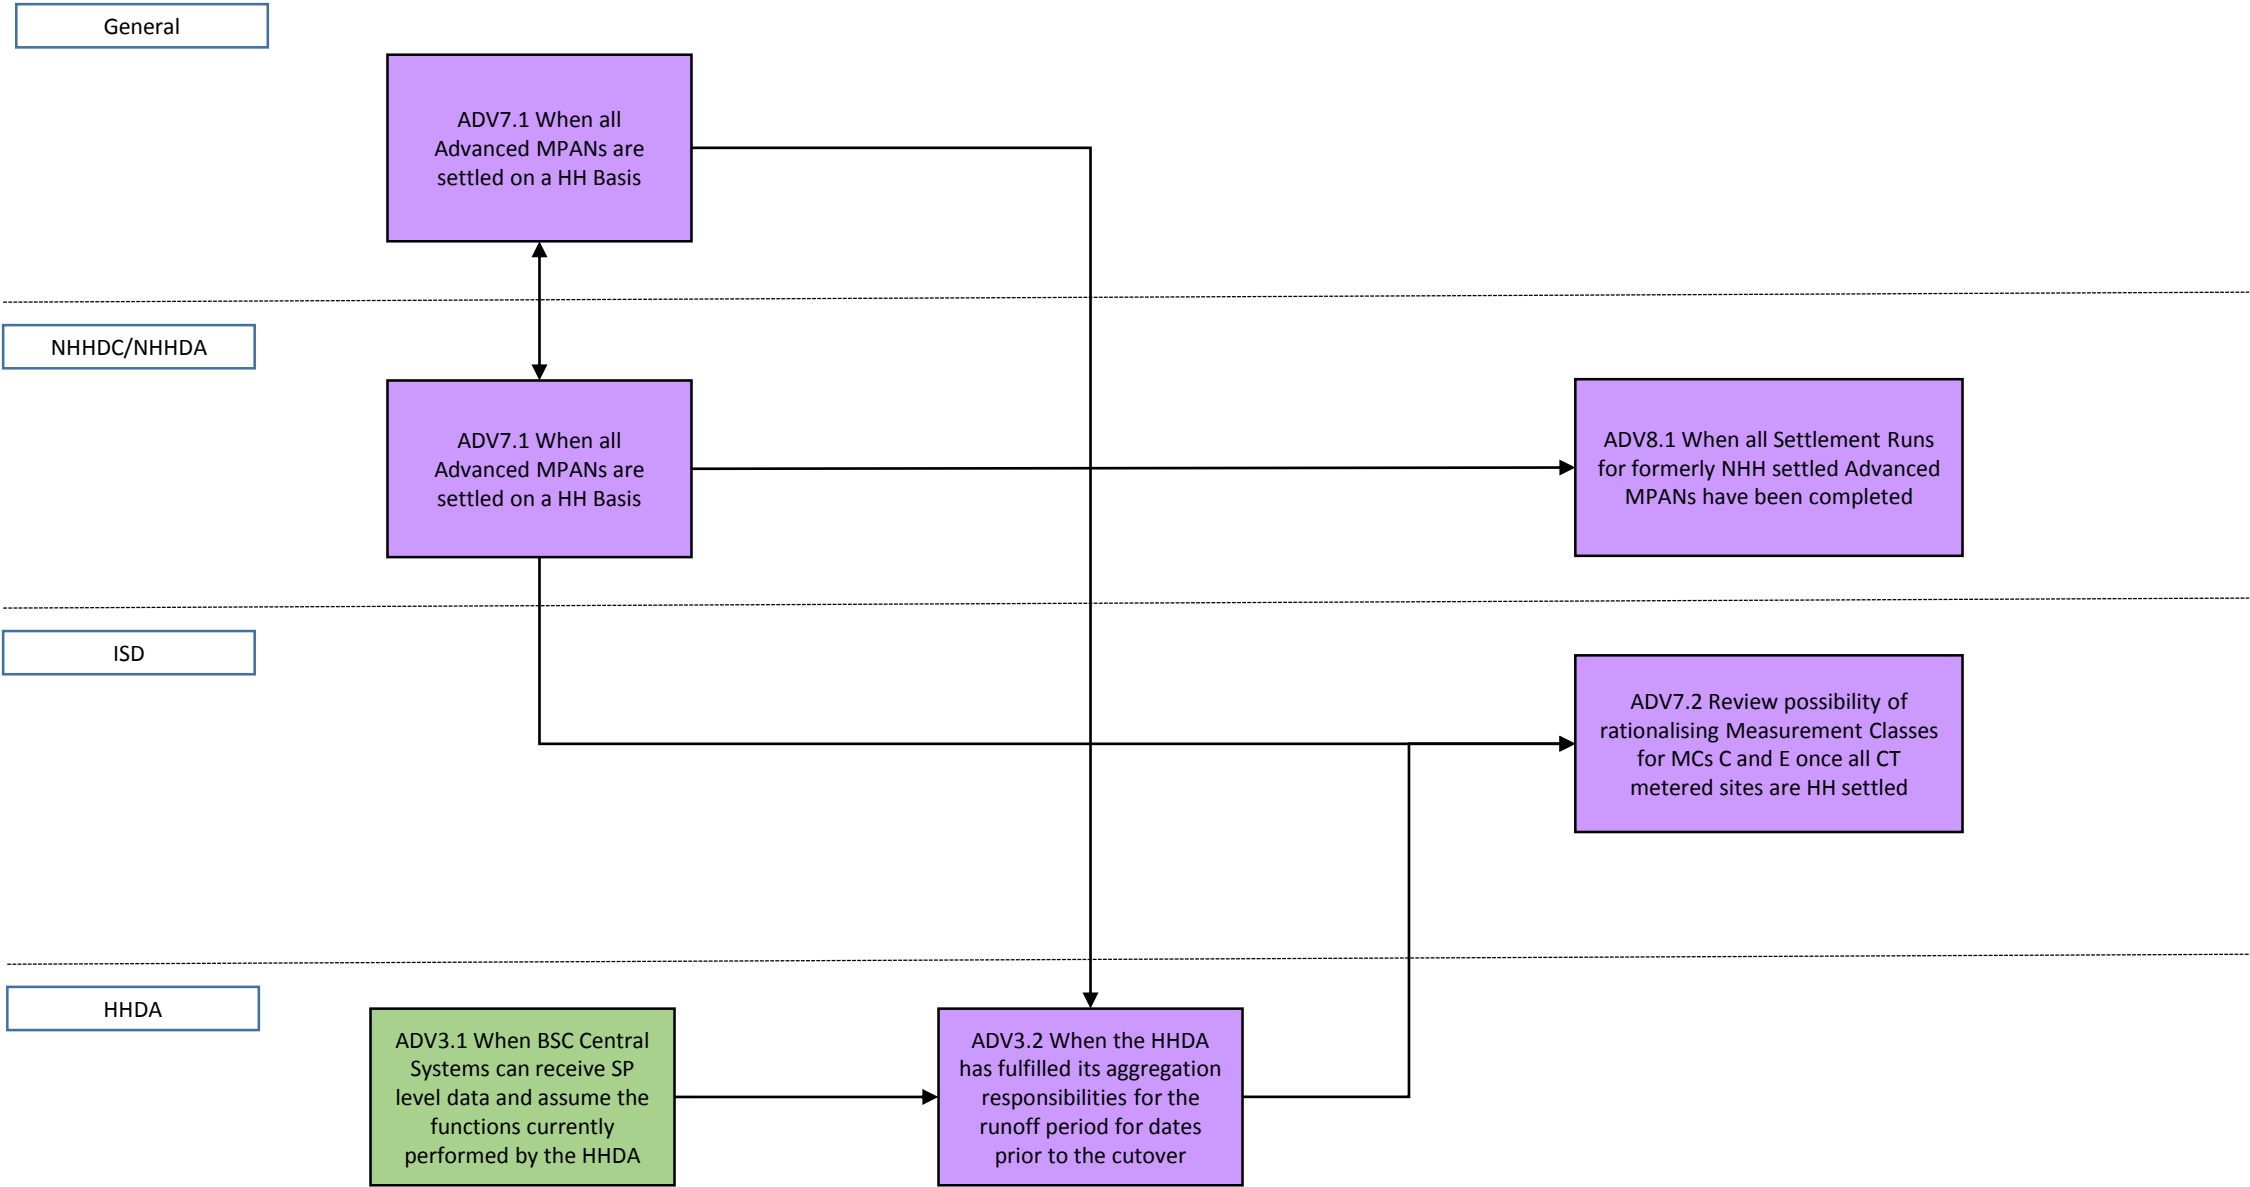 General
ADV7.1 When all
Advanced MPANs are
settled on a HH Basis
NHHDC/NHHDA
ADV7.1 When all
Advanced MPANs are
settled on a HH Basis
ADV8.1 When all Settlement Runs
for formerly NHH settled Advanced
MPANs have been completed
ISD
ADV7.2 Review possibility of
rationalising Measurement Classes
for MCs C and E once all CT
metered sites are HH settled
HHDA
ADV3.1 When BSC Central
Systems can receive SP
level data and assume the
functions currently
performed by the HHDA
ADV3.2 When the HHDA
has fulfilled its aggregation
responsibilities for the
runoff period for dates
prior to the cutover